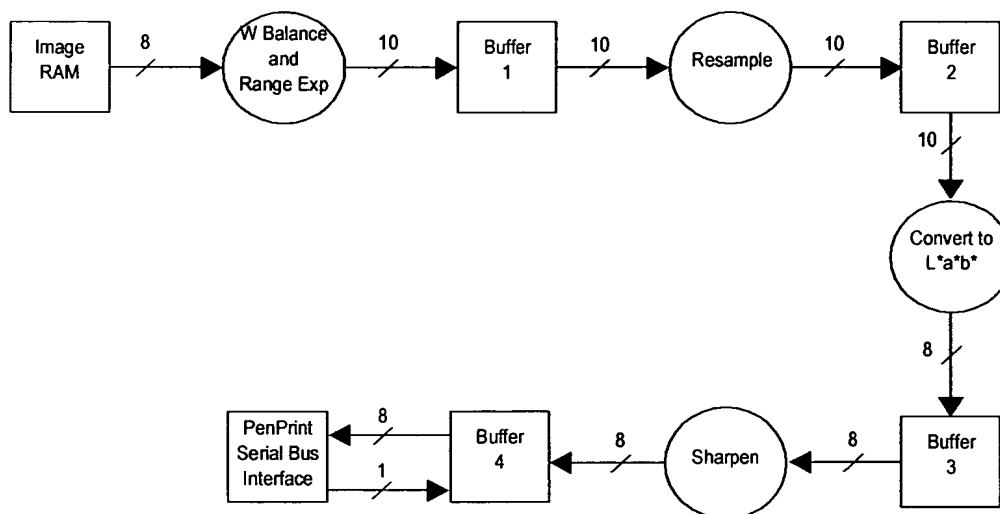 Image
RAM
8
W Balance
and
Range Exp
10
Buffer
1
10
Resample
10
Buffer
2
10
Convert to
L*a*b*
8
Buffer
3
8
Sharpen
8
Buffer
4
8
1
PenPrint
Serial Bus
Interface